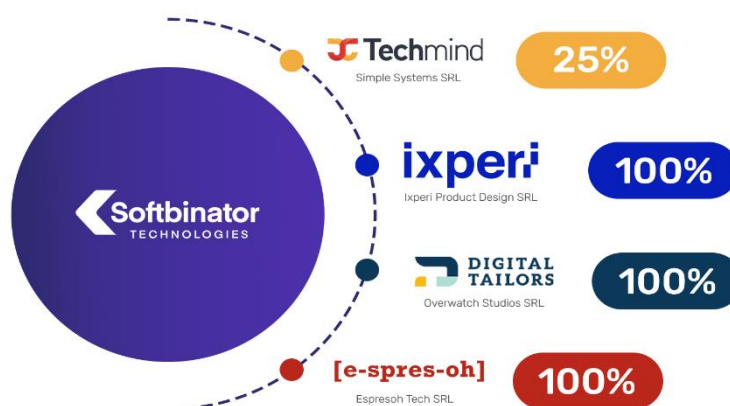 Techmind
25%
Simple Systems SRL
ixperi
100%
Ixperi Product Design SRL
Softbinator
TECHNOLOGIES
DIGITAL
TAILORS
100%
Overwatch Studios SRL
[e-spres-oh]
100%
Espresoh Tech SRL